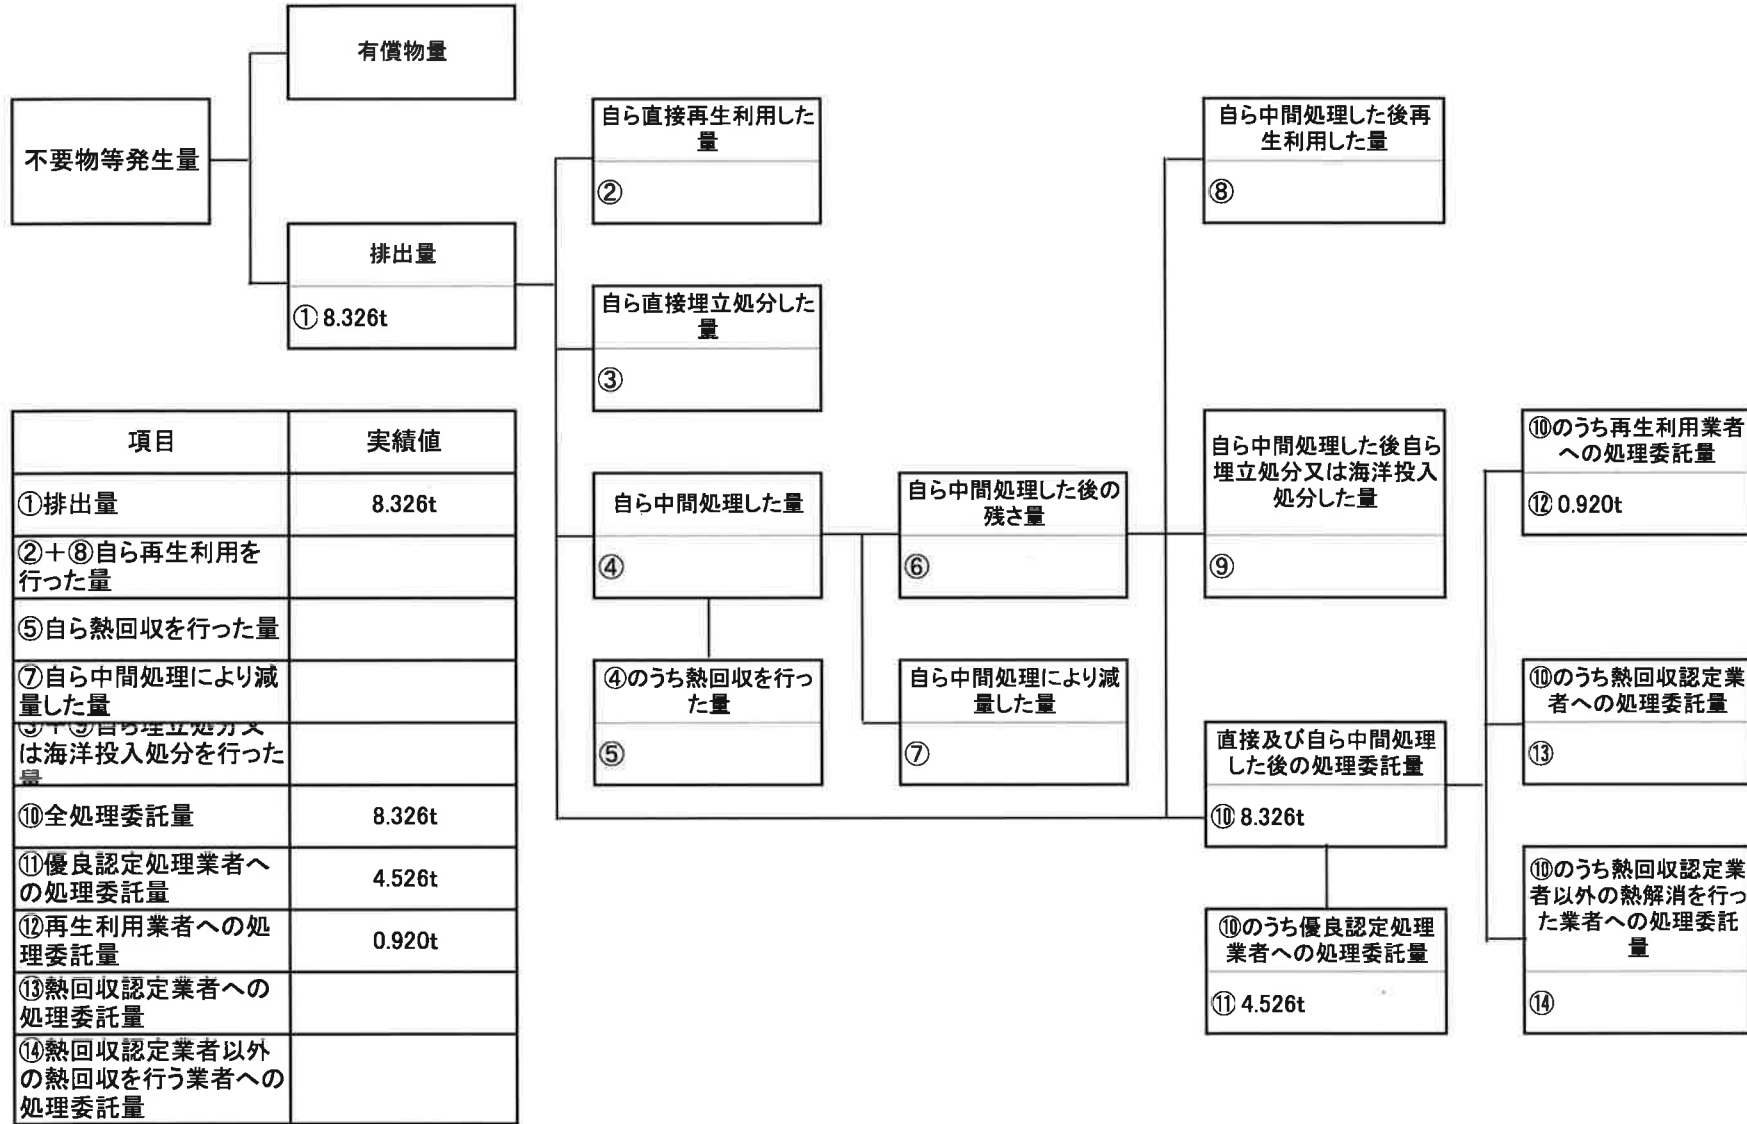 有償物量
不要物等発生量
排出量
① 8.326t
自ら直接再生利用した
量
②
自ら直接埋立処分した
量
③
自ら中間処理した量
④
④のうち熱回収を行っ
た量
⑤
自ら中間処理した後の
残さ量
⑥
自ら中間処理により減
量した量
⑦
自ら中間処理した後再
生利用した量
⑧
自ら中間処理した後自ら
埋立処分又は海洋投入
処分した量
⑨
直接及び自ら中間処理
した後の処理委託量
⑩ 8.326t
⑩のうち優良認定処理
業者への処理委託量
⑪ 4.526t
⑩のうち再生利用業者
への処理委託量
⑫ 0.920t
⑩のうち熱回収認定業
者への処理委託量
⑬
⑩のうち熱回収認定業
者以外の熱解消を行っ
た業者への処理委託
量
⑭
項目 実績値
①排出量 8.326t
②＋⑧自ら再生利用を
行った量
⑤自ら熱回収を行った量
⑦自ら中間処理により減
量した量
③＋⑨自ら埋立処分又
は海洋投入処分を行った
量
⑩全処理委託量 8.326t
⑪優良認定処理業者へ
の処理委託量 4.526t
⑫再生利用業者への処
理委託量 0.920t
⑬熱回収認定業者への
処理委託量
⑭熱回収認定業者以外
の熱回収を行う業者への
処理委託量